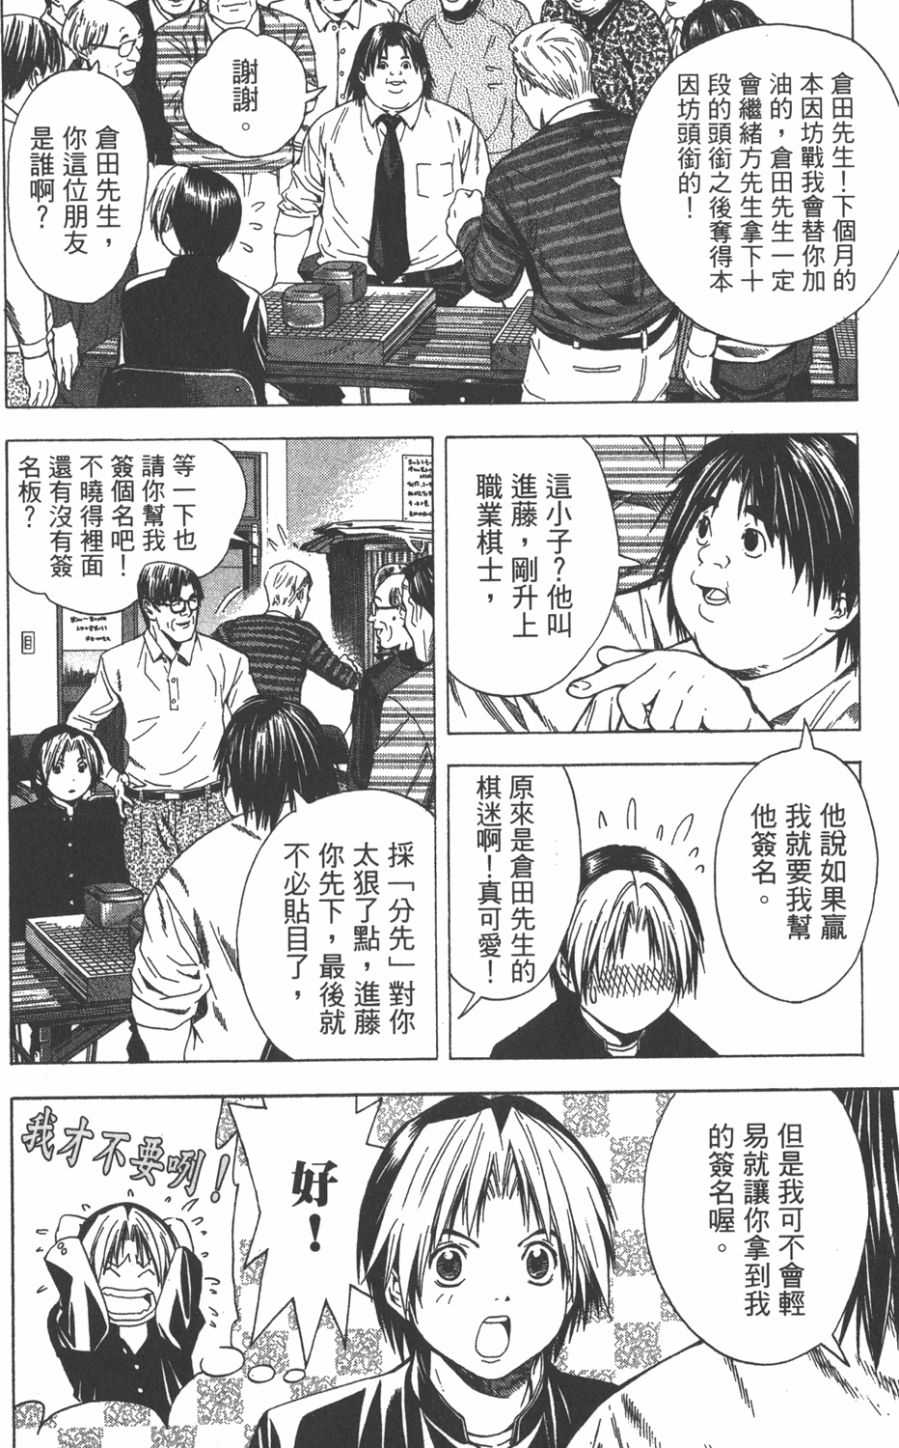 倉田先生！下個月的
本因坊戰我會替你加
油的，倉田先生一定
會繼緒方先生拿下十
段的頭銜之後奪得本
因坊頭銜的！
謝
謝。
倉田先生，
你這位朋友
是誰啊？
這小子？他叫
進藤，剛升上
職業棋士，
等一下也
請你幫我
簽個名吧！
不曉得裡面
還有沒有簽
名板？
他說如果贏
我就要我幫
他簽名。
原來是倉田先生的
棋迷啊！真可愛！
採「分先」對你
太狠了點，進藤
你先下，最後就
不必貼目了，
但是我可不會輕
易就讓你拿到我
的簽名喔。
好！
我才不要咧！